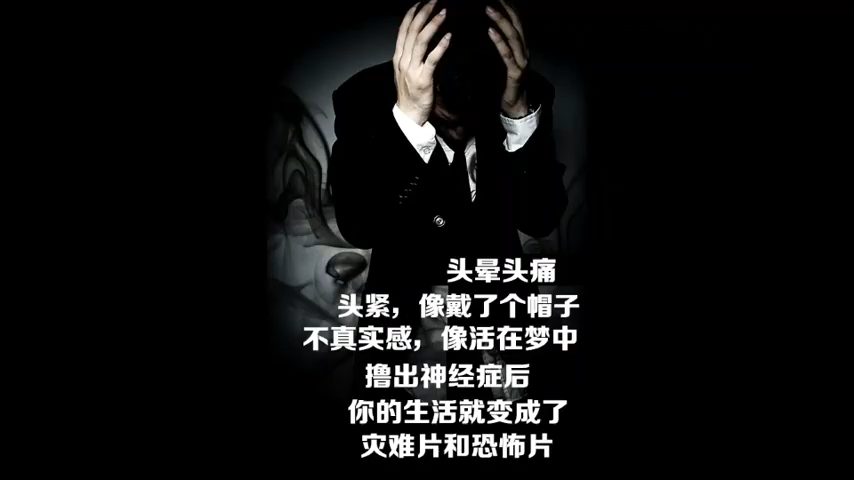 头晕头痛
头紧，像戴了个帽子
不真实感，像活在梦中
撸出神经症后
你的生活就变成了
灾难片和恐怖片